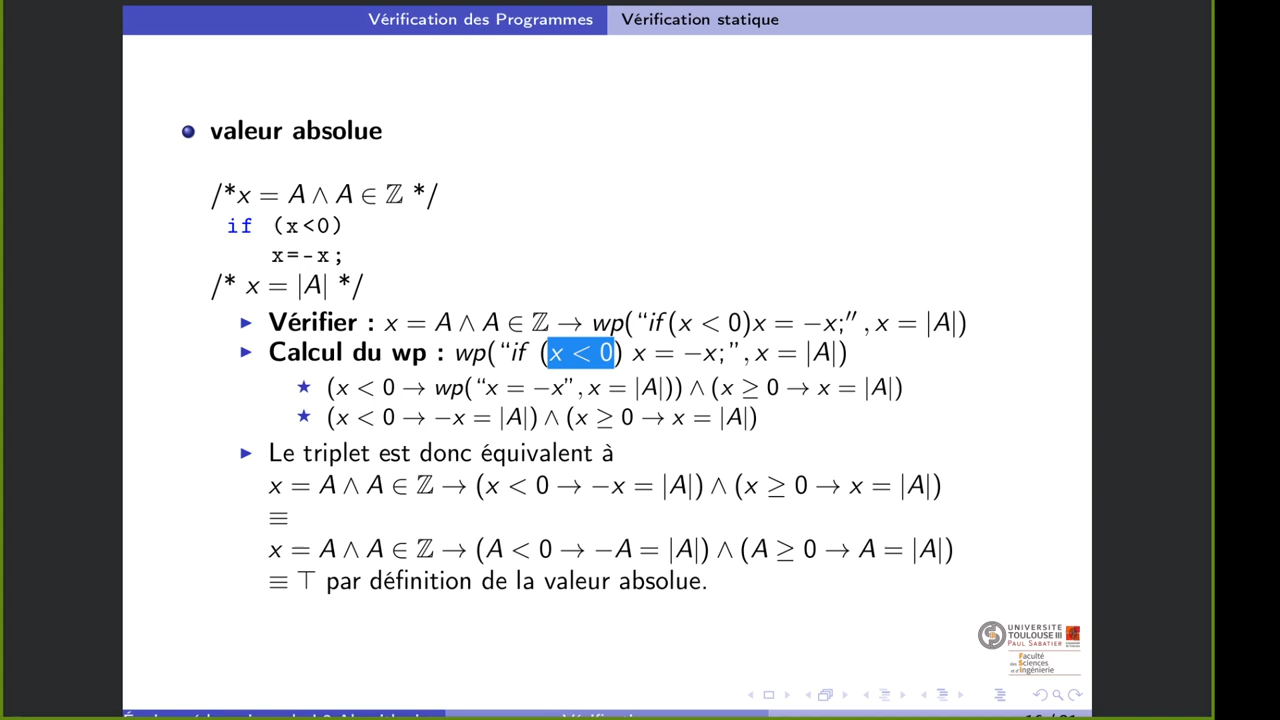 Vérification des Programmes Vérification statique
valeur absolue
/*x = A ∧ A ∈ ℤ */
if (x<0)
x=-x;
/* x = |A| */
Vérifier : x = A ∧ A ∈ ℤ → wp("if(x < 0)x = −x;'' , x = |A|)
Calcul du wp : wp("if (x < 0) x = −x;", x = |A|)
(x < 0 → wp("x = −x", x = |A|)) ∧ (x ≥ 0 → x = |A|)
(x < 0 → −x = |A|) ∧ (x ≥ 0 → x = |A|)
Le triplet est donc équivalent à
x = A ∧ A ∈ ℤ → (x < 0 → −x = |A|) ∧ (x ≥ 0 → x = |A|)
≡
x = A ∧ A ∈ ℤ → (A < 0 → −A = |A|) ∧ (A ≥ 0 → A = |A|)
≡ ⊤ par définition de la valeur absolue.
UNIVERSITE
TOULOUSE III
PAUL SABATIER
Faculté
des Sciences
et d'Ingénierie